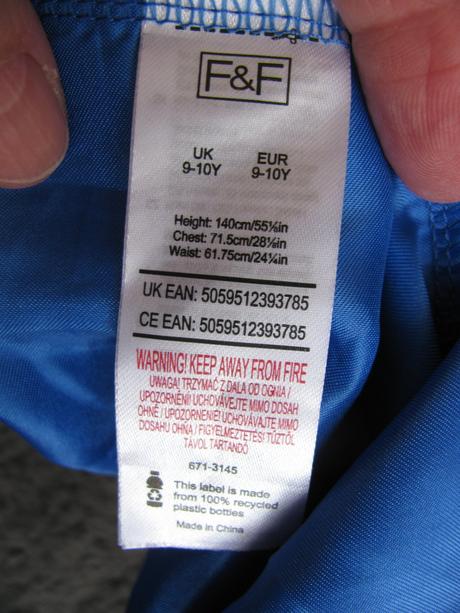 F&F
UK EUR
9-10Y 9-10Y
Height: 140cm/55⅛in
Chest: 71.5cm/28⅛in
Waist: 61.75cm/24¼in
UK EAN: 5059512393785
CE EAN: 5059512393785
WARNING! KEEP AWAY FROM FIRE
UWAGA! TRZYMAĆ Z DALA OD OGNIA /
UPOZORNĚNÍ! UCHOVÁVEJTE MIMO DOSAH
OHNĚ / UPOZORNENIE! UCHOVÁVAJTE MIMO
DOSAHU OHŇA / FIGYELMEZTETÉS! TŰZTŐL
TÁVOL TARTANDÓ
671-3145
This label is made
from 100% recycled
plastic bottles
Made in China